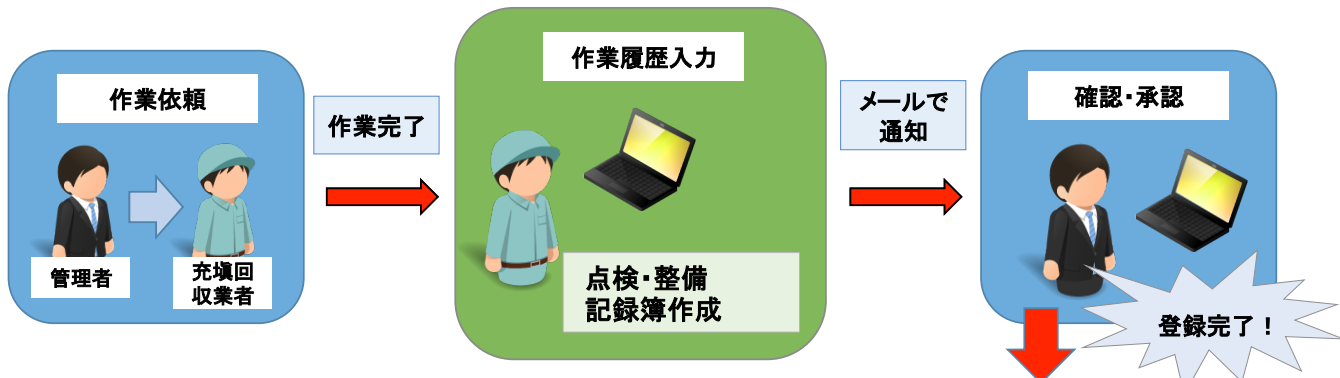 作業依頼
管理者
充塡回
収業者
作業完了
作業履歴入力
点検・整備
記録簿作成
メールで
通知
確認・承認
登録完了！